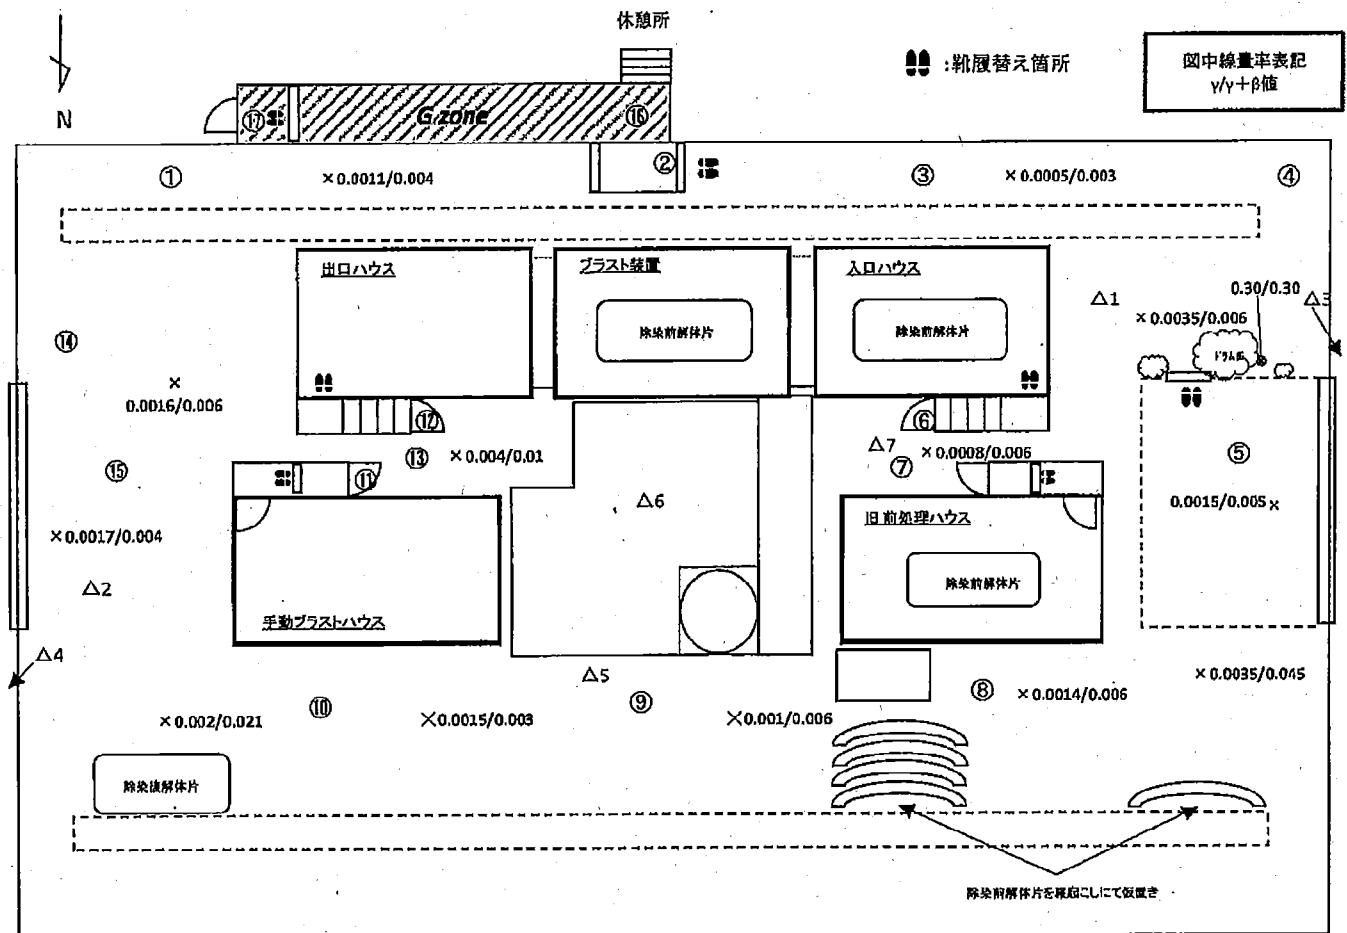 休憩所
:靴履替え箇所
図中線量率表記
γ/γ+β値
N
⑰
G zone
⑯
①
×0.0011/0.004
②
③
×0.0005/0.003
④
出口ハウス
ブラスト装置
入口ハウス
除染前解体片
除染前解体片
△1
0.30/0.30
△3
×0.0035/0.006
ドラム缶
⑭
×
0.0016/0.006
⑫
⑥
⑬
×0.004/0.01
△7
×0.0008/0.006
⑦
⑤
⑮
⑪
△6
0.0015/0.005×
×0.0017/0.004
旧前処理ハウス
除染前解体片
△2
手動ブラストハウス
△4
△5
×0.0035/0.045
⑩
⑨
⑧
×0.0014/0.006
×0.002/0.021
×0.0015/0.003
×0.001/0.006
除染後解体片
除染前解体片を寝起こしにて仮置き